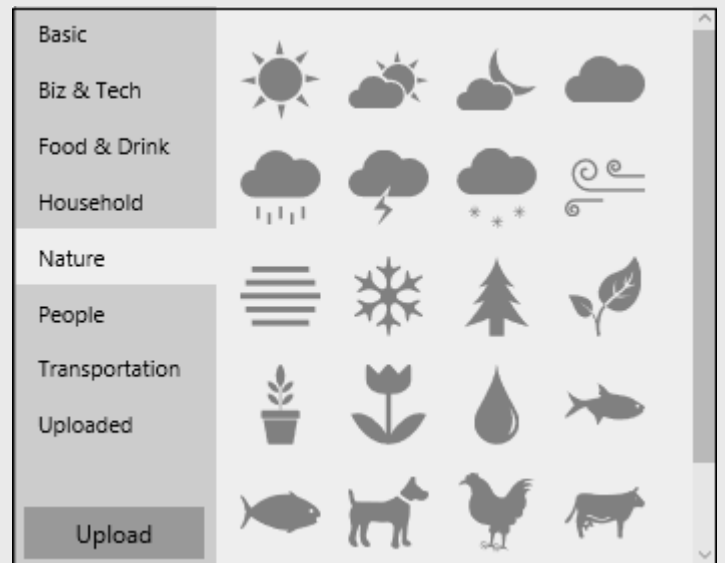 Basic
Biz & Tech
Food & Drink
Household
Nature
People
Transportation
Uploaded
Upload